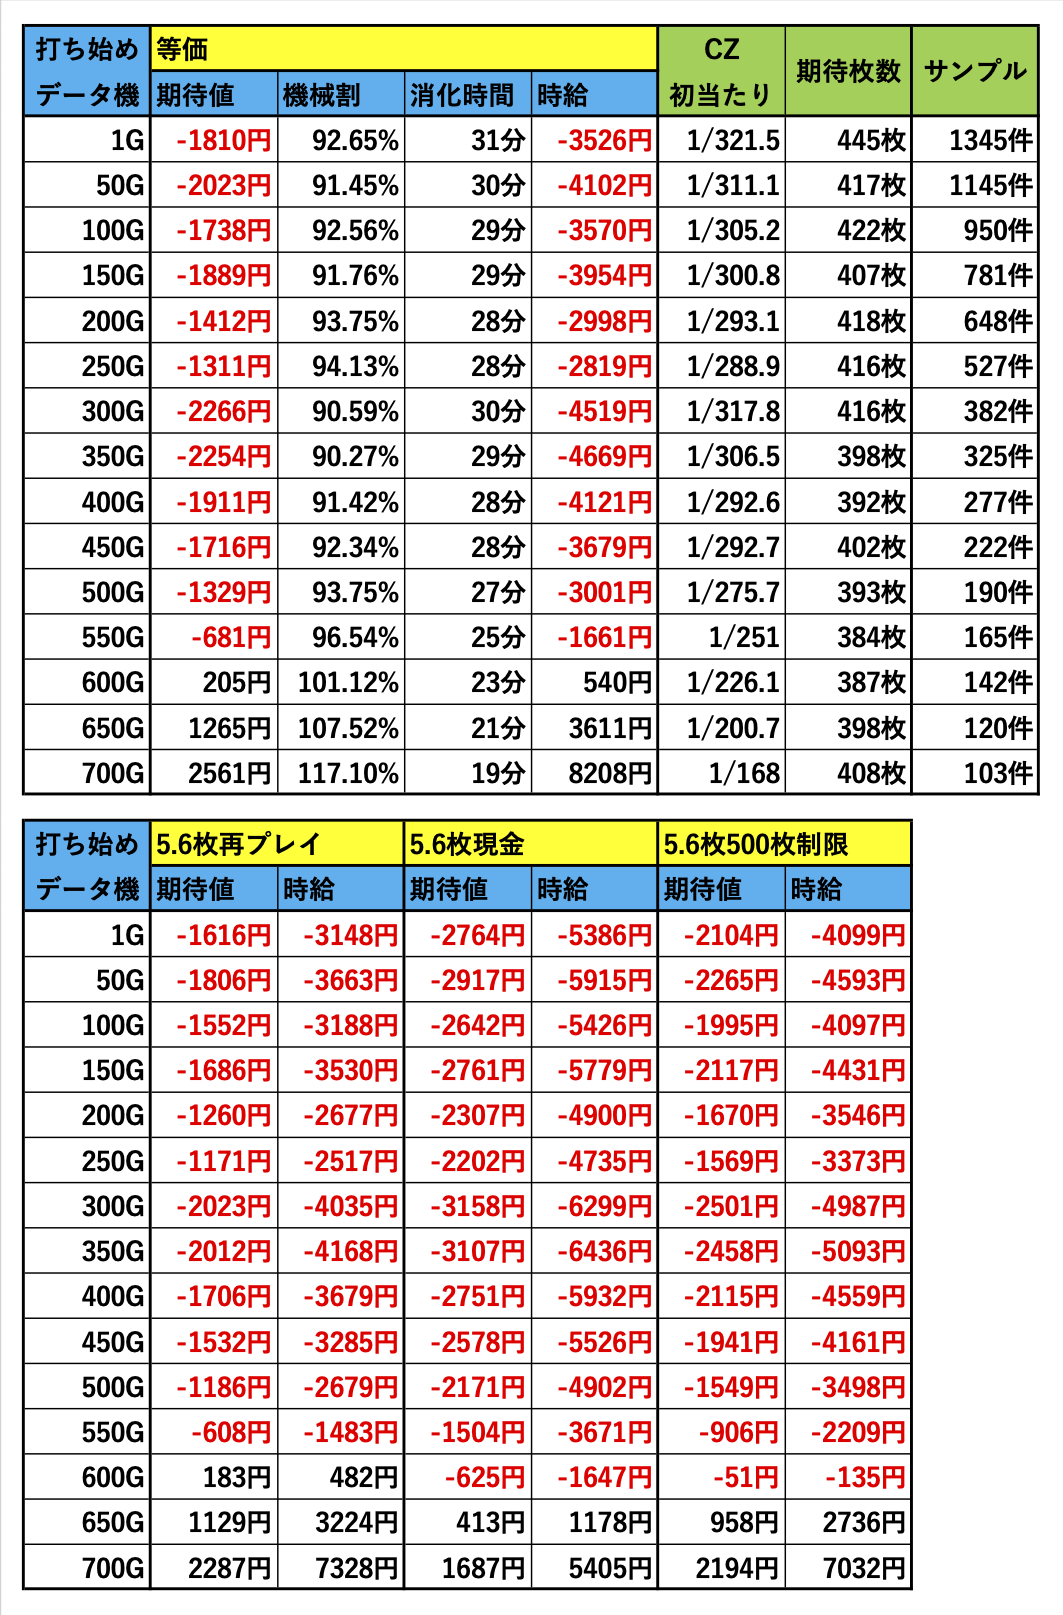 打ち始め 等価 CZ 期待枚数 サンプル
データ機 期待値 機械割 消化時間 時給 初当たり
1G -1810円 92.65% 31分 -3526円 1/321.5 445枚 1345件
50G -2023円 91.45% 30分 -4102円 1/311.1 417枚 1145件
100G -1738円 92.56% 29分 -3570円 1/305.2 422枚 950件
150G -1889円 91.76% 29分 -3954円 1/300.8 407枚 781件
200G -1412円 93.75% 28分 -2998円 1/293.1 418枚 648件
250G -1311円 94.13% 28分 -2819円 1/288.9 416枚 527件
300G -2266円 90.59% 30分 -4519円 1/317.8 416枚 382件
350G -2254円 90.27% 29分 -4669円 1/306.5 398枚 325件
400G -1911円 91.42% 28分 -4121円 1/292.6 392枚 277件
450G -1716円 92.34% 28分 -3679円 1/292.7 402枚 222件
500G -1329円 93.75% 27分 -3001円 1/275.7 393枚 190件
550G -681円 96.54% 25分 -1661円 1/251 384枚 165件
600G 205円 101.12% 23分 540円 1/226.1 387枚 142件
650G 1265円 107.52% 21分 3611円 1/200.7 398枚 120件
700G 2561円 117.10% 19分 8208円 1/168 408枚 103件
打ち始め 5.6枚再プレイ 5.6枚現金 5.6枚500枚制限
データ機 期待値 時給 期待値 時給 期待値 時給
1G -1616円 -3148円 -2764円 -5386円 -2104円 -4099円
50G -1806円 -3663円 -2917円 -5915円 -2265円 -4593円
100G -1552円 -3188円 -2642円 -5426円 -1995円 -4097円
150G -1686円 -3530円 -2761円 -5779円 -2117円 -4431円
200G -1260円 -2677円 -2307円 -4900円 -1670円 -3546円
250G -1171円 -2517円 -2202円 -4735円 -1569円 -3373円
300G -2023円 -4035円 -3158円 -6299円 -2501円 -4987円
350G -2012円 -4168円 -3107円 -6436円 -2458円 -5093円
400G -1706円 -3679円 -2751円 -5932円 -2115円 -4559円
450G -1532円 -3285円 -2578円 -5526円 -1941円 -4161円
500G -1186円 -2679円 -2171円 -4902円 -1549円 -3498円
550G -608円 -1483円 -1504円 -3671円 -906円 -2209円
600G 183円 482円 -625円 -1647円 -51円 -135円
650G 1129円 3224円 413円 1178円 958円 2736円
700G 2287円 7328円 1687円 5405円 2194円 7032円